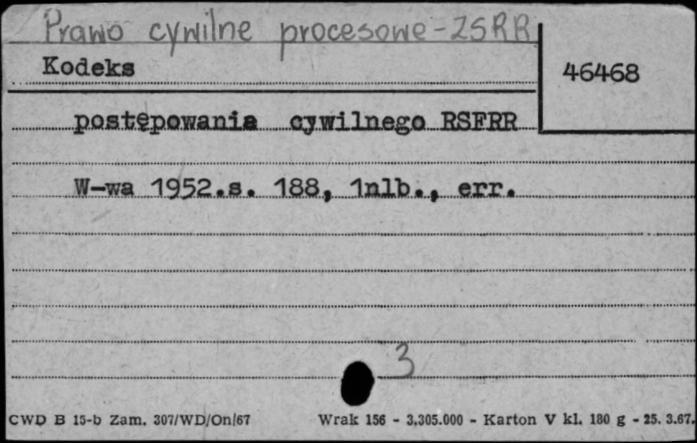 Prawo cywilne procesowe-ZSRR
Kodeks
46468
postępowania cywilnego RSFRR
W-wa 1952.s. 188, 1nlb., err.
3
CWD B 15-b Zam. 307/WD/On/67 Wrak 156 - 3,305.000 - Karton V kl. 180 g - 25. 3.67.